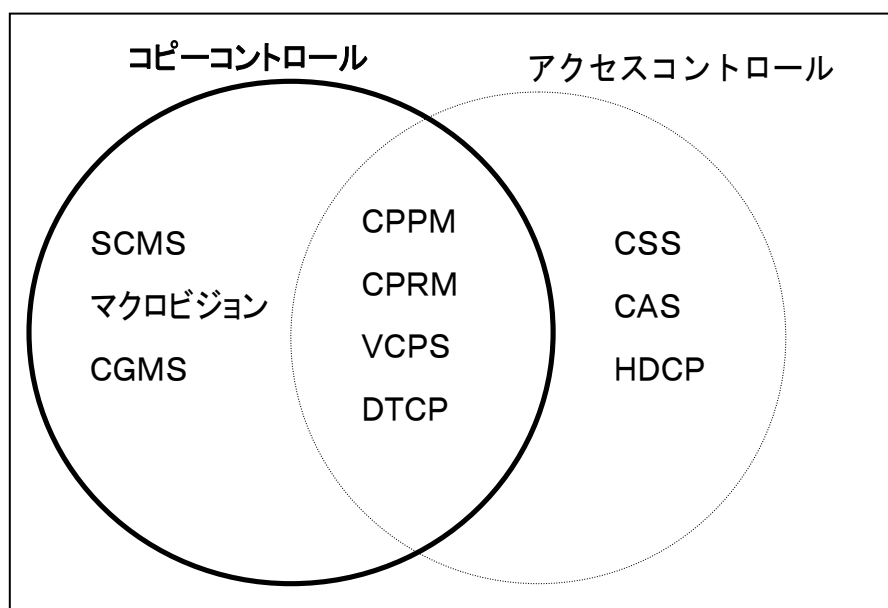 コピーコントロール
アクセスコントロール
SCMS
マクロビジョン
CGMS
CPPM
CPRM
VCPS
DTCP
CSS
CAS
HDCP